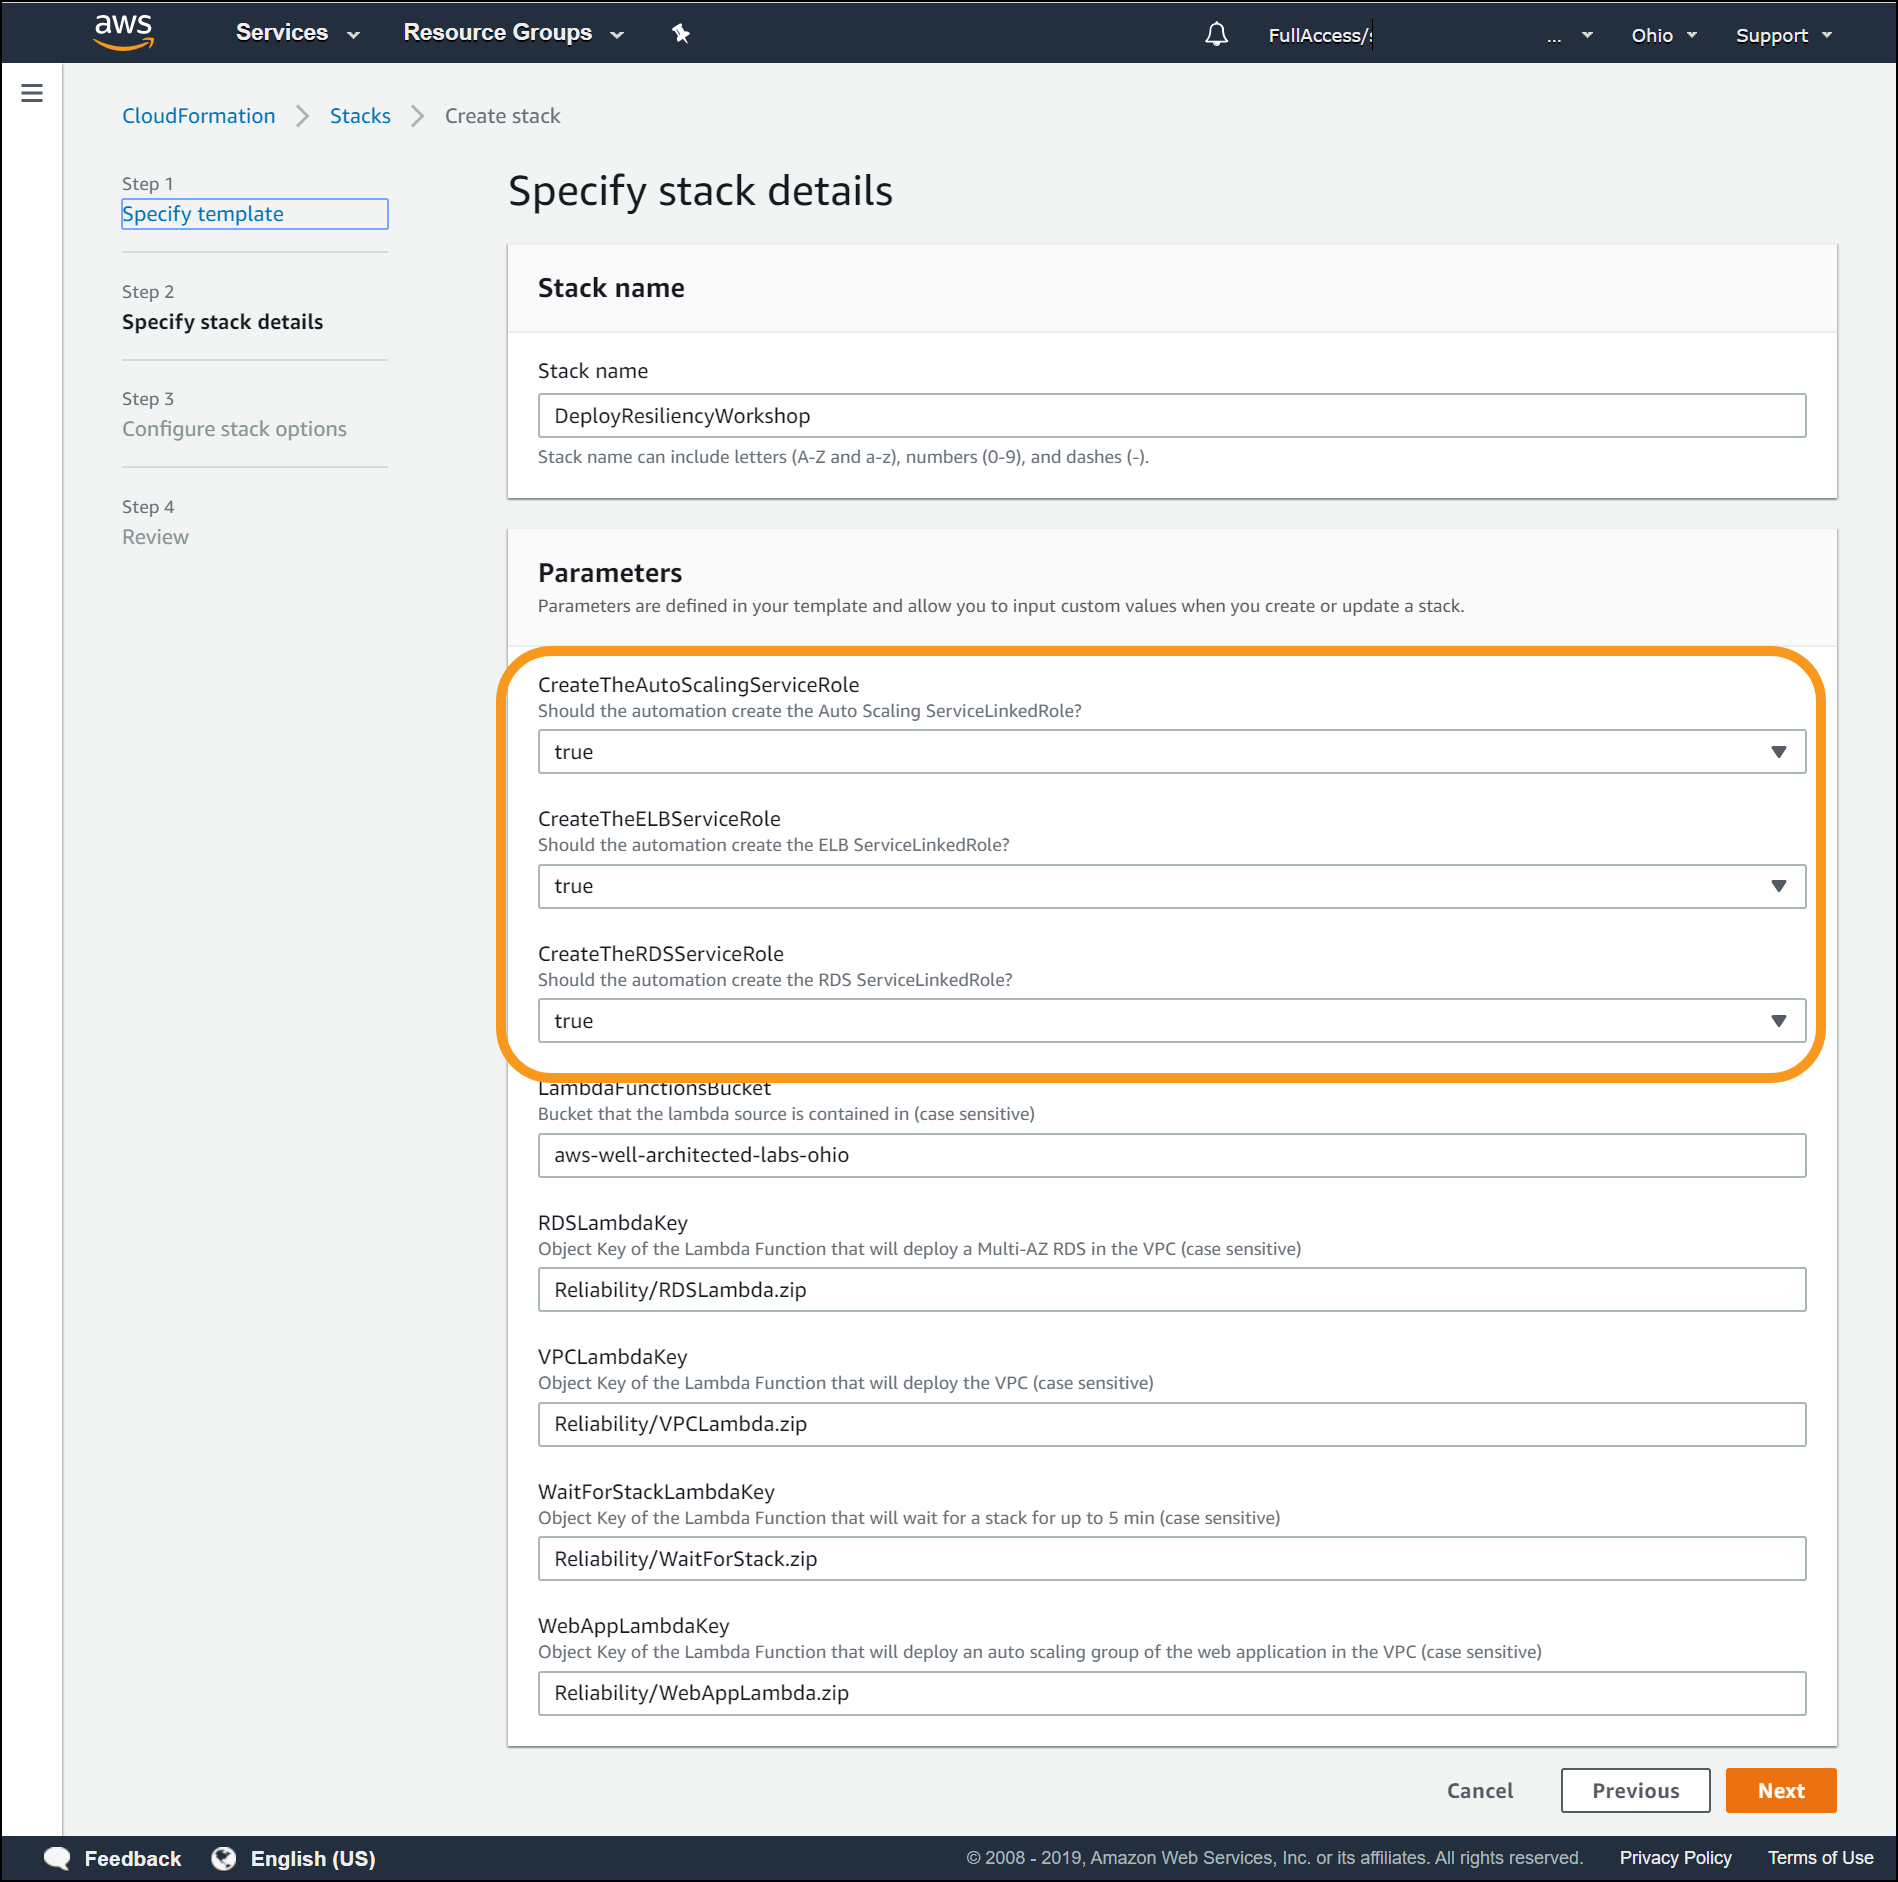 aws Services Resource Groups FullAccess/ ... Ohio Support
CloudFormation Stacks Create stack
Step 1
Specify template
Step 2
Specify stack details
Step 3
Configure stack options
Step 4
Review
Specify stack details
Stack name
Stack name
DeployResiliencyWorkshop
Stack name can include letters (A-Z and a-z), numbers (0-9), and dashes (-).
Parameters
Parameters are defined in your template and allow you to input custom values when you create or update a stack.
CreateTheAutoScalingServiceRole
Should the automation create the Auto Scaling ServiceLinkedRole?
true
CreateTheELBServiceRole
Should the automation create the ELB ServiceLinkedRole?
true
CreateTheRDSServiceRole
Should the automation create the RDS ServiceLinkedRole?
true
LambdaFunctionsBucket
Bucket that the lambda source is contained in (case sensitive)
aws-well-architected-labs-ohio
RDSLambdaKey
Object Key of the Lambda Function that will deploy a Multi-AZ RDS in the VPC (case sensitive)
Reliability/RDSLambda.zip
VPCLambdaKey
Object Key of the Lambda Function that will deploy the VPC (case sensitive)
Reliability/VPCLambda.zip
WaitForStackLambdaKey
Object Key of the Lambda Function that will wait for a stack for up to 5 min (case sensitive)
Reliability/WaitForStack.zip
WebAppLambdaKey
Object Key of the Lambda Function that will deploy an auto scaling group of the web application in the VPC (case sensitive)
Reliability/WebAppLambda.zip
Cancel Previous Next
Feedback English (US) © 2008 - 2019, Amazon Web Services, Inc. or its affiliates. All rights reserved. Privacy Policy Terms of Use